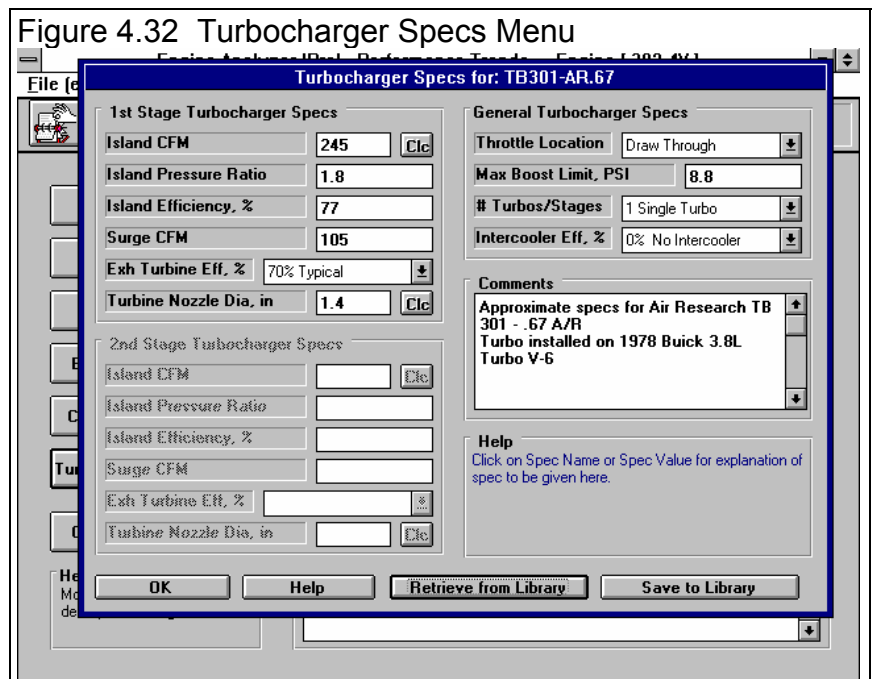 Figure 4.32 Turbocharger Specs Menu
Turbocharger Specs for: TB301-AR.67
File (e
1st Stage Turbocharger Specs
Island CFM 245 Clc
Island Pressure Ratio 1.8
Island Efficiency, % 77
Surge CFM 105
Exh Turbine Eff, % 70% Typical
Turbine Nozzle Dia, in 1.4 Clc
2nd Stage Turbocharger Specs
Island CFM Clc
Island Pressure Ratio
Island Efficiency, %
Surge CFM
Exh Turbine Eff, %
Turbine Nozzle Dia, in Clc
General Turbocharger Specs
Throttle Location Draw Through
Max Boost Limit, PSI 8.8
# Turbos/Stages 1 Single Turbo
Intercooler Eff, % 0% No Intercooler
Comments
Approximate specs for Air Research TB
301 - .67 A/R
Turbo installed on 1978 Buick 3.8L
Turbo V-6
Help
Click on Spec Name or Spec Value for explanation of
spec to be given here.
OK Help Retrieve from Library Save to Library